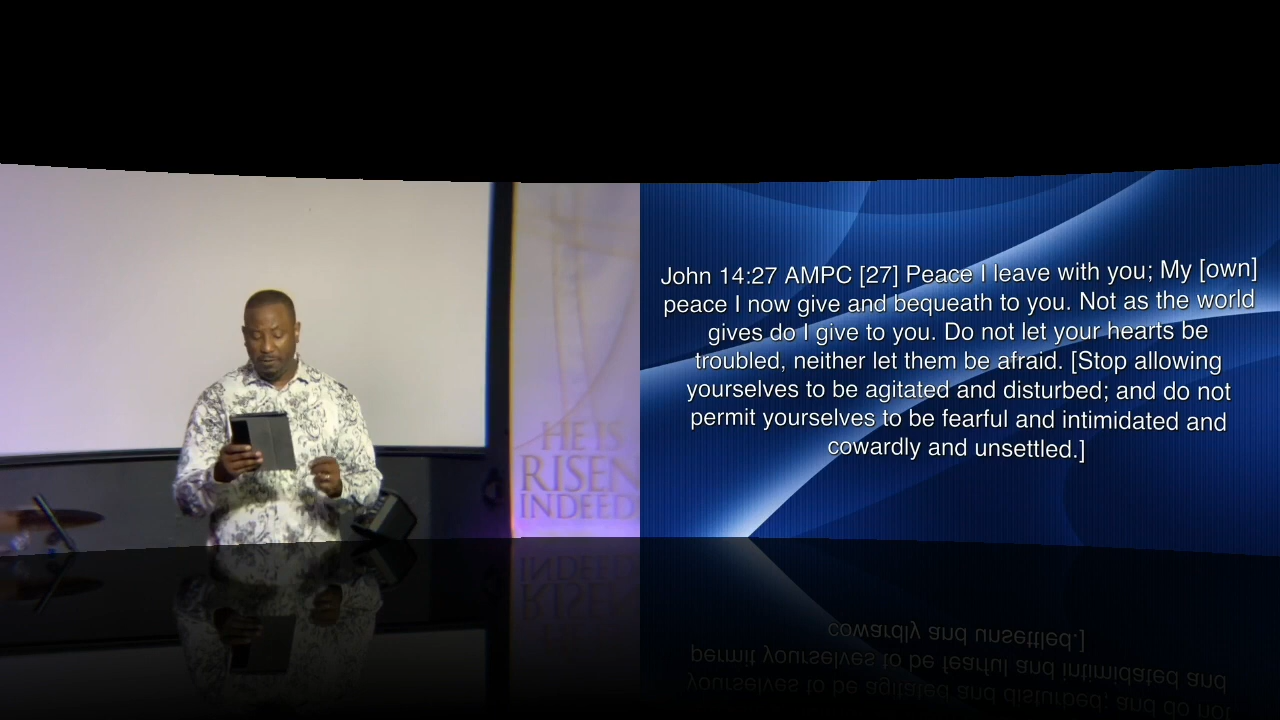 HE IS
RISEN
INDEED
John 14:27 AMPC [27] Peace I leave with you; My [own]
peace I now give and bequeath to you. Not as the world
gives do I give to you. Do not let your hearts be
troubled, neither let them be afraid. [Stop allowing
yourselves to be agitated and disturbed; and do not
permit yourselves to be fearful and intimidated and
cowardly and unsettled.]